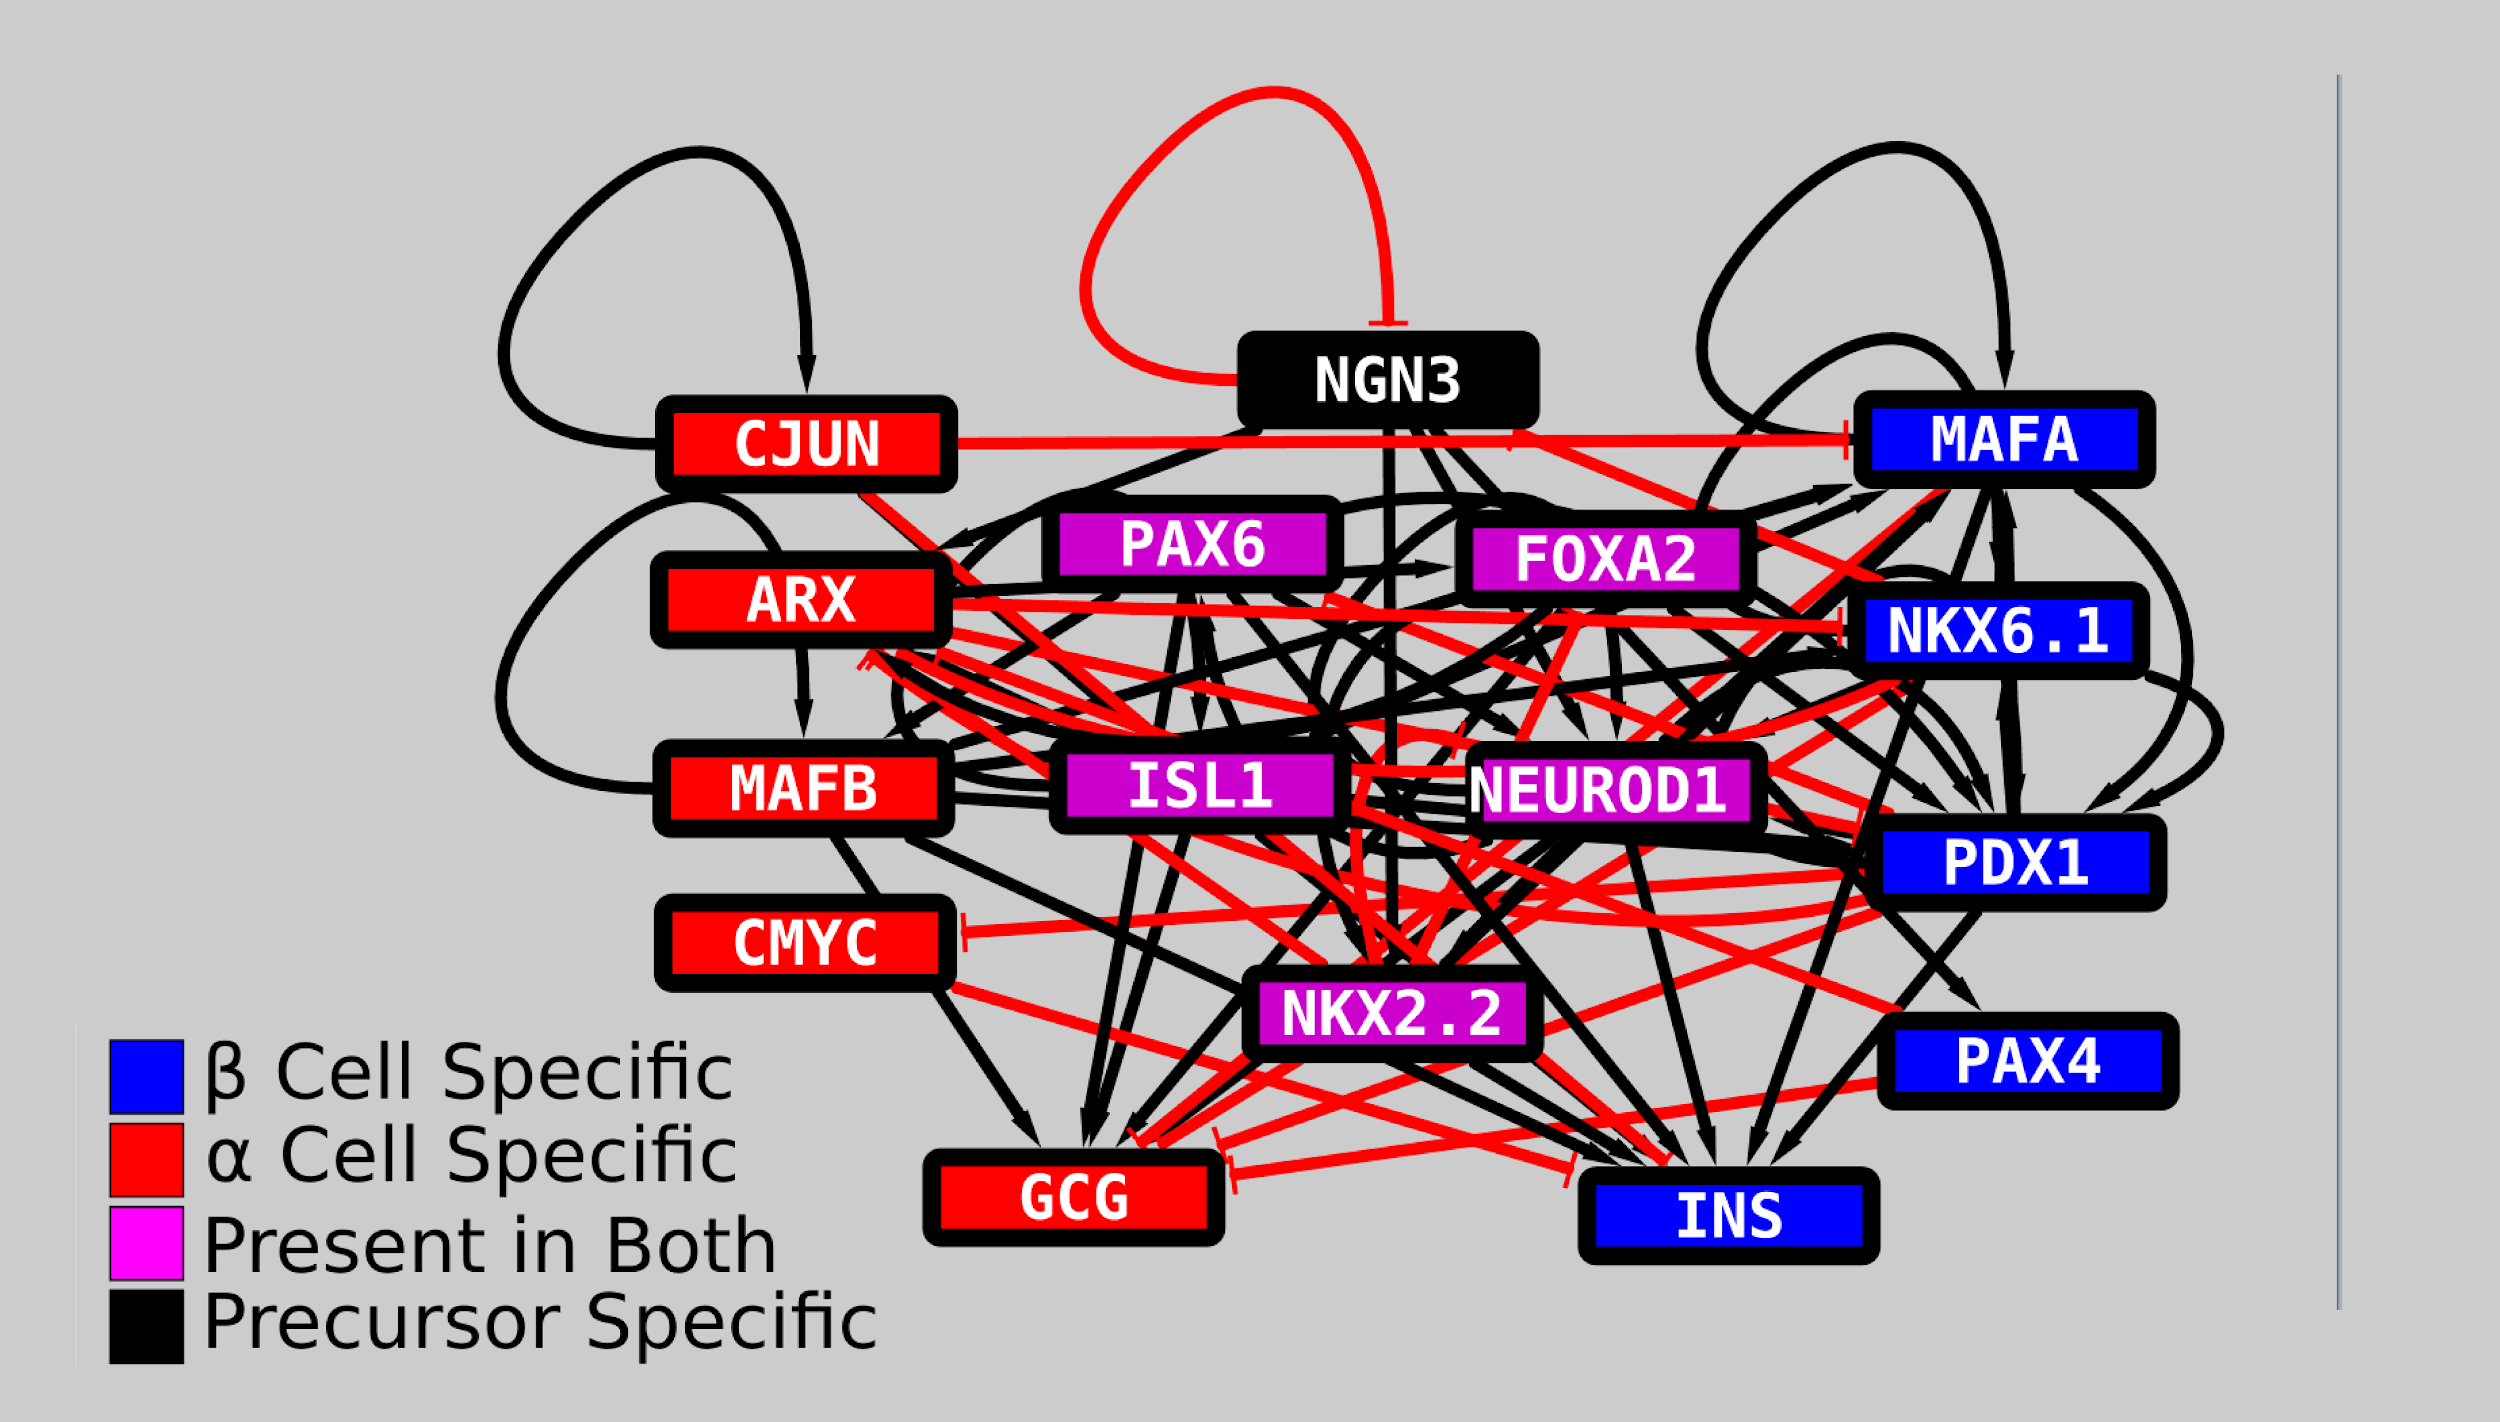 NGN3
CJUN
MAFA
PAX6
FOXA2
ARX
NKX6.1
MAFB
ISL1
NEUROD1
PDX1
CMYC
NKX2.2
PAX4
GCG
INS
β Cell Specific
α Cell Specific
Present in Both
Precursor Specific